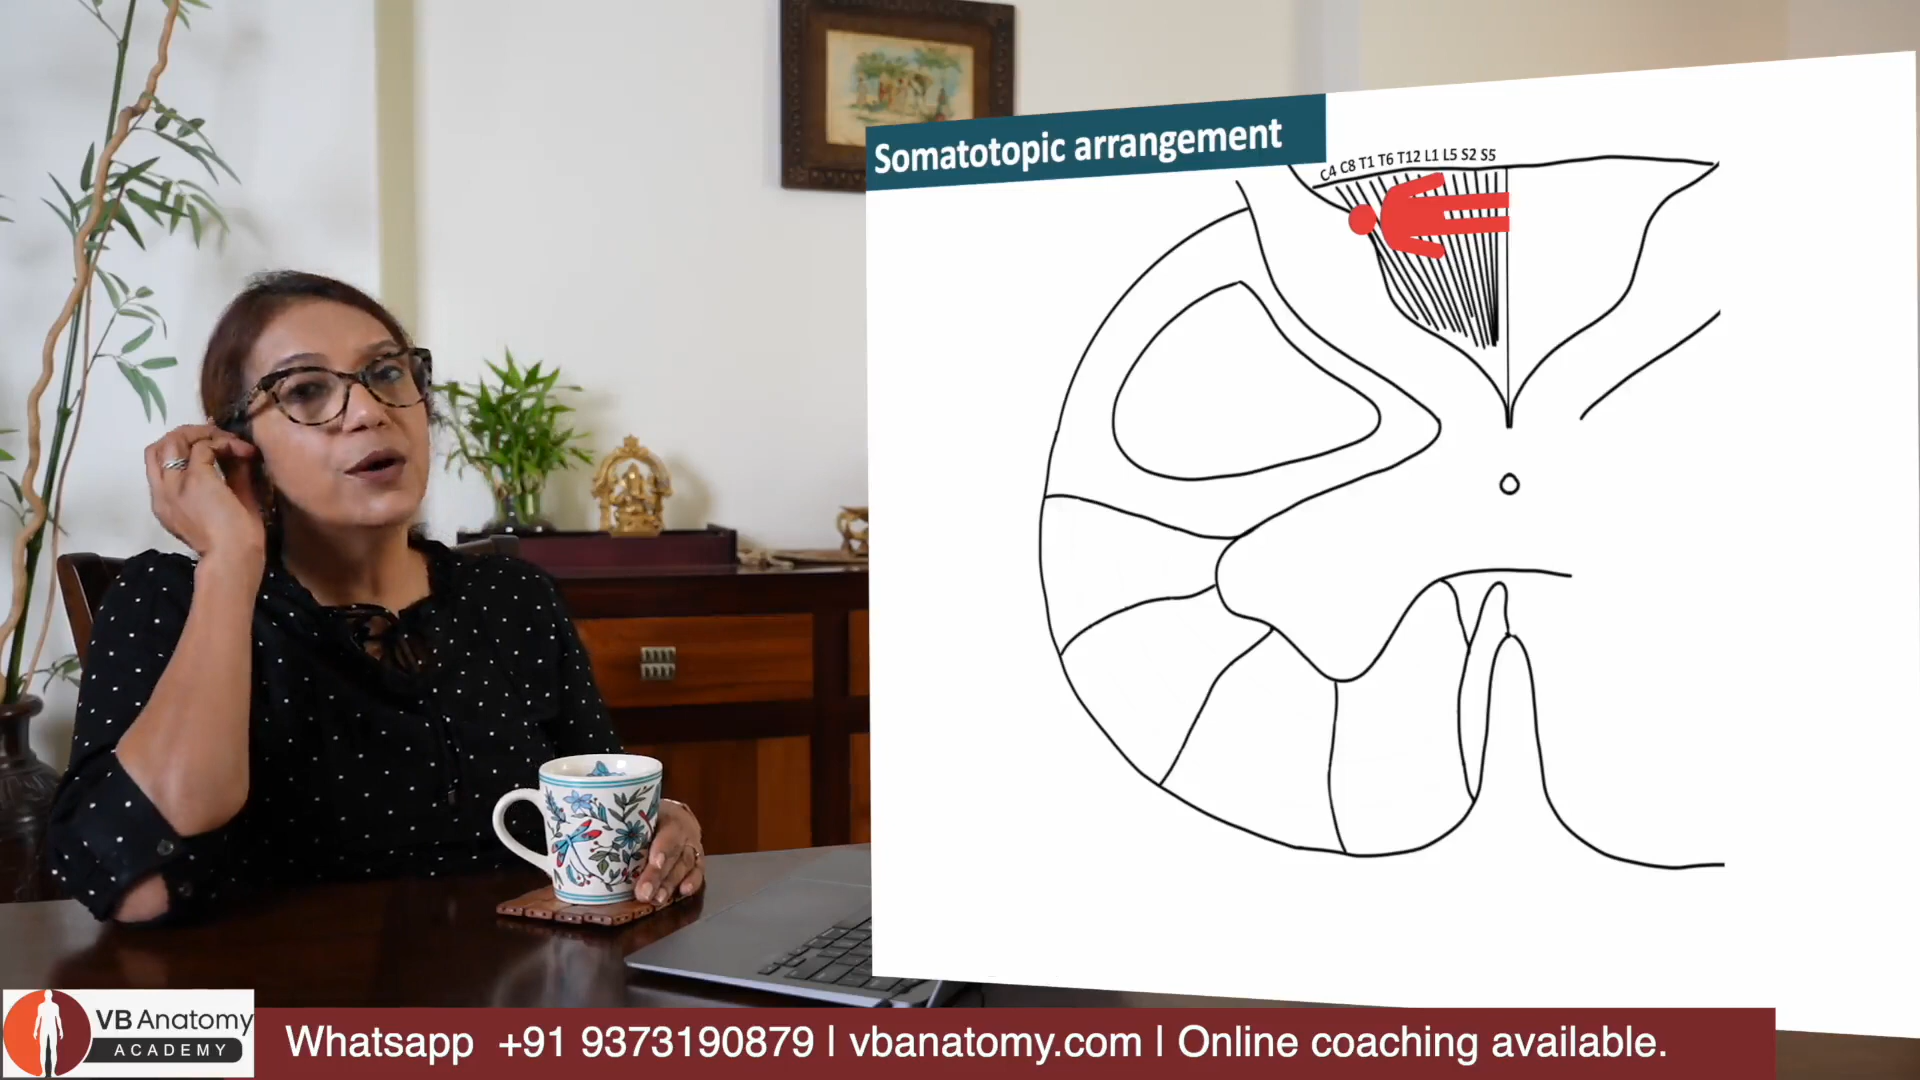 Somatotopic arrangement
C4 C8 T1 T6 T12 L1 L5 S2 S5
VB Anatomy
ACADEMY
Whatsapp +91 9373190879 | vbanatomy.com | Online coaching available.